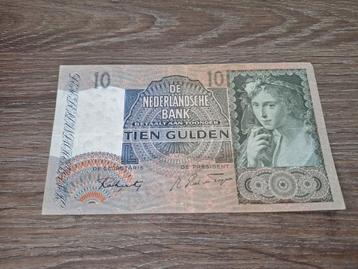 10
10
DE
NEDERLANDSCHE
BANK
BETAALT AAN TOONDER
TIEN GULDEN
DE SECRETARIS
DE PRESIDENT